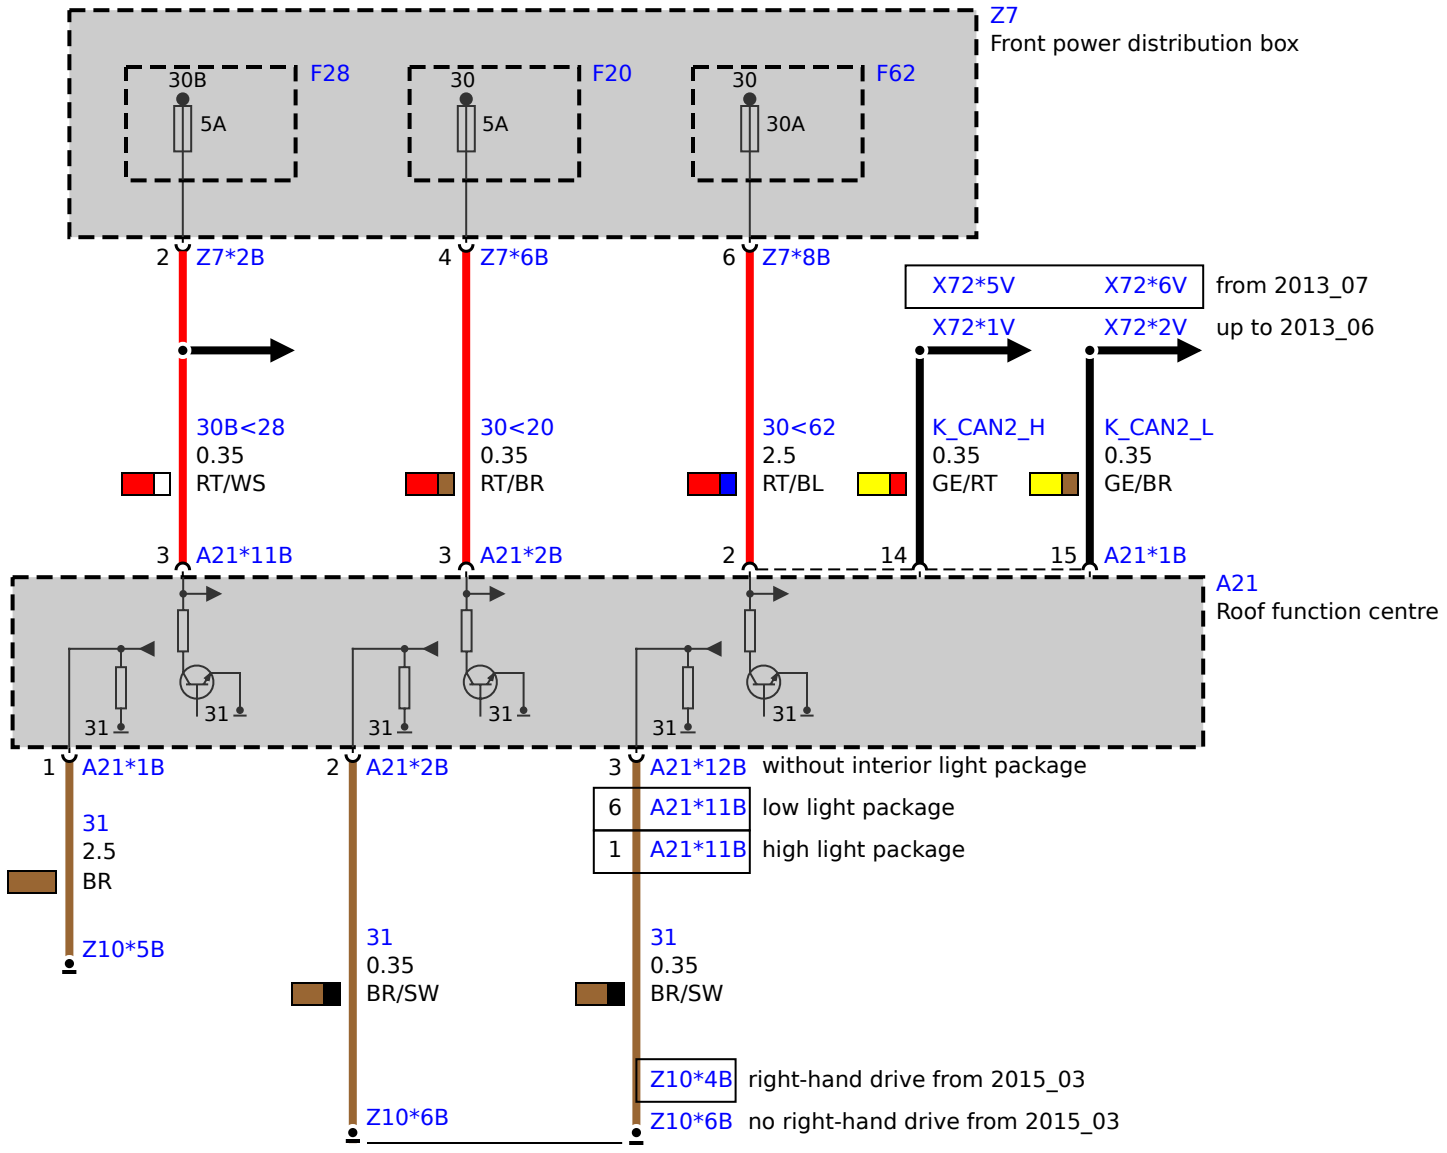 Z7
Front power distribution box
30B F28 30 F20 30 F62
5A 5A 30A
2 Z7*2B 4 Z7*6B 6 Z7*8B
X72*5V X72*6V from 2013_07
X72*1V X72*2V up to 2013_06
30B<28 30<20 30<62 K_CAN2_H K_CAN2_L
0.35 0.35 2.5 0.35 0.35
RT/WS RT/BR RT/BL GE/RT GE/BR
3 A21*11B 3 A21*2B 2 14 15 A21*1B
A21
Roof function centre
31 31 31
31 31 31
1 A21*1B 2 A21*2B 3 A21*12B without interior light package
6 A21*11B low light package
1 A21*11B high light package
31
2.5
BR
Z10*5B
31 31
0.35 0.35
BR/SW BR/SW
Z10*4B right-hand drive from 2015_03
Z10*6B Z10*6B no right-hand drive from 2015_03